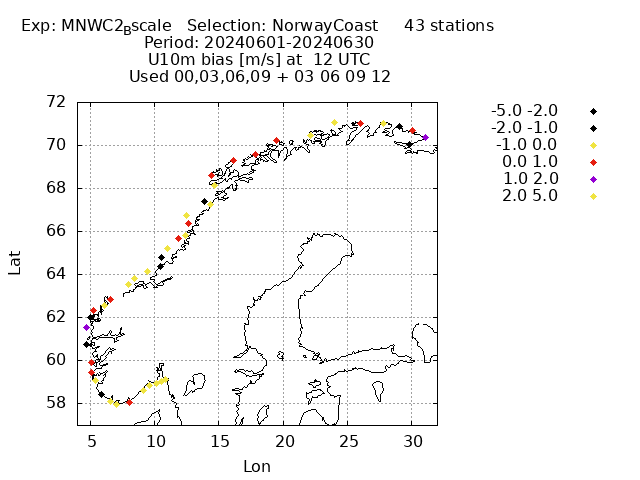 Exp: MNWC2Bscale   Selection: NorwayCoast     43 stations
Period: 20240601-20240630
U10m bias [m/s] at  12 UTC
Used 00,03,06,09 + 03 06 09 12
-5.0 -2.0
-2.0 -1.0
-1.0 0.0
0.0 1.0
1.0 2.0
2.0 5.0
72
70
68
66
64
62
60
58
Lat
5 10 15 20 25 30
Lon